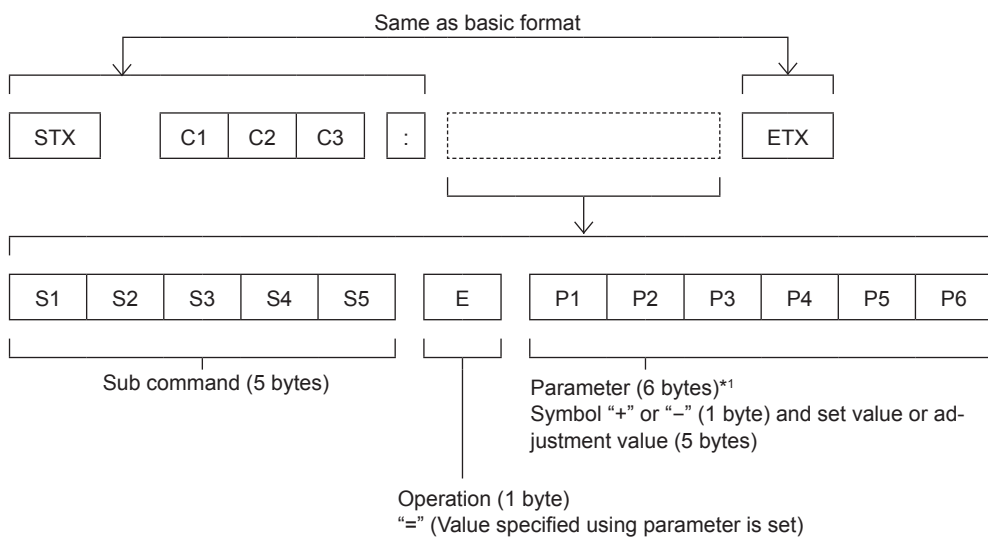 Same as basic format
STX C1 C2 C3 : ETX
S1 S2 S3 S4 S5 E P1 P2 P3 P4 P5 P6
Sub command (5 bytes)
Parameter (6 bytes)*1
Symbol “+” or “−” (1 byte) and set value or ad-
justment value (5 bytes)
Operation (1 byte)
“=” (Value specified using parameter is set)